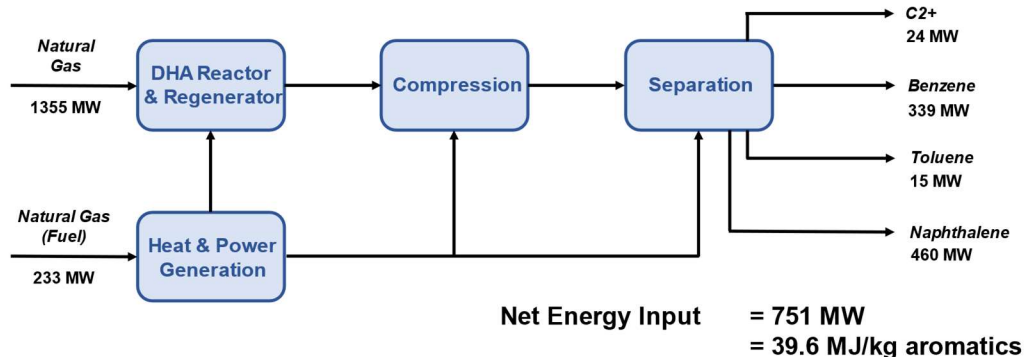 Natural
Gas
1355 MW
DHA Reactor
& Regenerator
Compression
Separation
C2+
24 MW
Benzene
339 MW
Toluene
15 MW
Naphthalene
460 MW
Natural Gas
(Fuel)
233 MW
Heat & Power
Generation
Net Energy Input = 751 MW
= 39.6 MJ/kg aromatics